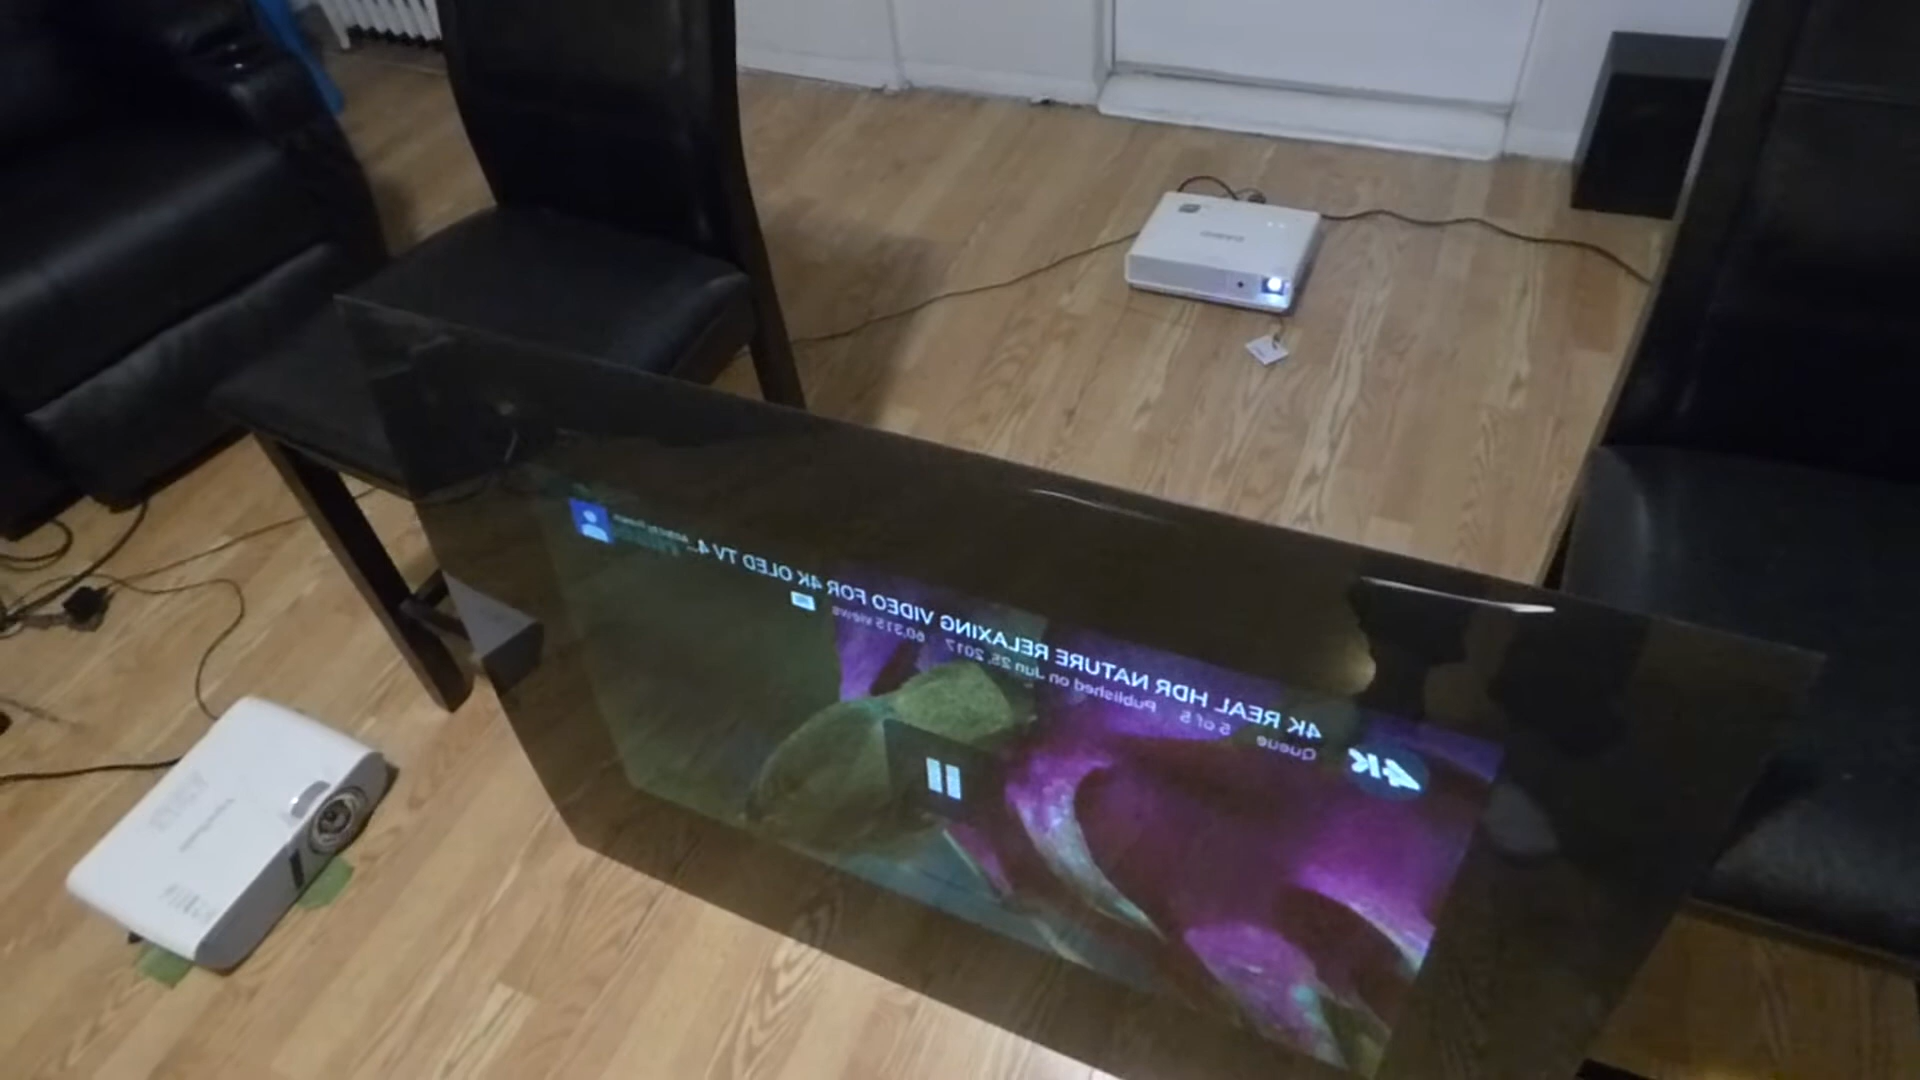 4K REAL HDR NATURE RELAXING VIDEO FOR 4K OLED TV 4...
Queue 5 of 5 Published on Jun 25, 2017 60,315 views
4K